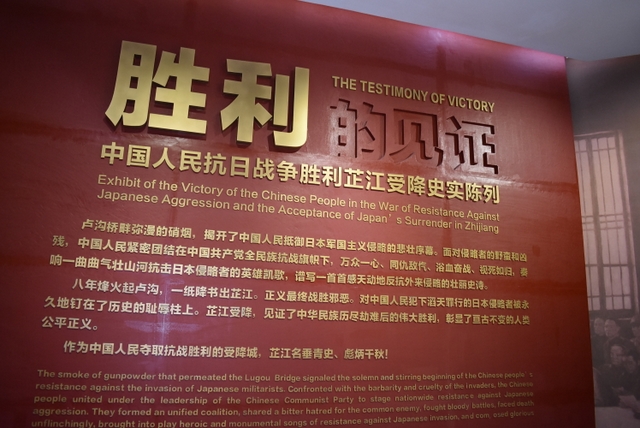 胜利的见证
THE TESTIMONY OF VICTORY
中国人民抗日战争胜利芷江受降史实陈列
Exhibit of the Victory of the Chinese People in the War of Resistance Against
Japanese Aggression and the Acceptance of Japan's Surrender in Zhijiang
卢沟桥畔弥漫的硝烟，揭开了中国人民抵御日本军国主义侵略的悲壮序幕。面对侵略者的野蛮和凶
残，中国人民紧密团结在中国共产党全民族抗战旗帜下，万众一心、同仇敌忾、浴血奋战、视死如归，奏
响一曲曲气壮山河抗击日本侵略者的英雄凯歌，谱写一首首感天动地反抗外来侵略的壮丽史诗。
八年烽火起卢沟，一纸降书出芷江。正义最终战胜邪恶。对中国人民犯下滔天罪行的日本侵略者被永
久地钉在了历史的耻辱柱上。芷江受降，见证了中华民族历尽劫难后的伟大胜利，彰显了亘古不变的人类
公平正义。
作为中国人民夺取抗战胜利的受降城，芷江名垂青史、彪炳千秋！
The smoke of gunpowder that permeated the Lugou Bridge signaled the solemn and stirring beginning of the Chinese people's
resistance against the invasion of Japanese militarists. Confronted with the barbarity and cruelty of the invaders, the Chinese
people united under the leadership of the Chinese Communist Party to stage nationwide resistance against Japanese
aggression. They formed an unified coalition, shared a bitter hatred for the common enemy, fought bloody battles, faced death
unflinchingly, brought into play heroic and monumental songs of resistance against Japanese invasion, and